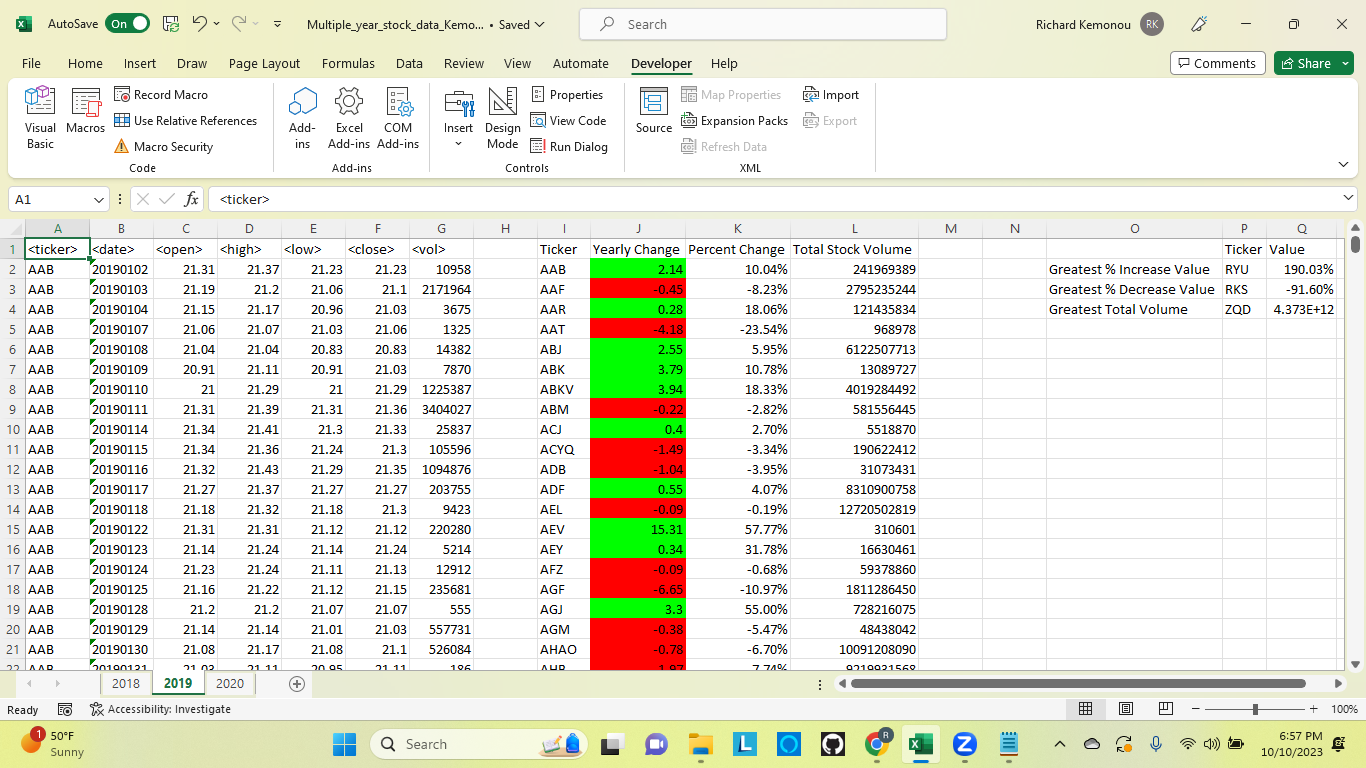 AutoSave On Multiple_year_stock_data_Kemo... • Saved Search Richard Kemonou RK
File Home Insert Draw Page Layout Formulas Data Review View Automate Developer Help Comments Share
Visual Basic Macros Record Macro Use Relative References Macro Security Code
Add-ins Excel Add-ins COM Add-ins Add-ins
Insert Design Mode Properties View Code Run Dialog Controls
Source Map Properties Expansion Packs Refresh Data Import Export XML
A1 fx <ticker>
A B C D E F G H I J K L M N O P Q
1 <ticker> <date> <open> <high> <low> <close> <vol> Ticker Yearly Change Percent Change Total Stock Volume Ticker Value
2 AAB 20190102 21.31 21.37 21.23 21.23 10958 AAB 2.14 10.04% 241969389 Greatest % Increase Value RYU 190.03%
3 AAB 20190103 21.19 21.2 21.06 21.1 2171964 AAF -0.45 -8.23% 2795235244 Greatest % Decrease Value RKS -91.60%
4 AAB 20190104 21.15 21.17 20.96 21.03 3675 AAR 0.28 18.06% 121435834 Greatest Total Volume ZQD 4.373E+12
5 AAB 20190107 21.06 21.07 21.03 21.06 1325 AAT -4.18 -23.54% 968978
6 AAB 20190108 21.04 21.04 20.83 20.83 14382 ABJ 2.55 5.95% 6122507713
7 AAB 20190109 20.91 21.11 20.91 21.03 7870 ABK 3.79 10.78% 13089727
8 AAB 20190110 21 21.29 21 21.29 1225387 ABKV 3.94 18.33% 4019284492
9 AAB 20190111 21.31 21.39 21.31 21.36 3404027 ABM -0.22 -2.82% 581556445
10 AAB 20190114 21.34 21.41 21.3 21.33 25837 ACJ 0.4 2.70% 5518870
11 AAB 20190115 21.34 21.36 21.24 21.3 105596 ACYQ -1.49 -3.34% 190622412
12 AAB 20190116 21.32 21.43 21.29 21.35 1094876 ADB -1.04 -3.95% 31073431
13 AAB 20190117 21.27 21.37 21.27 21.27 203755 ADF 0.55 4.07% 8310900758
14 AAB 20190118 21.18 21.32 21.18 21.3 9423 AEL -0.09 -0.19% 12720502819
15 AAB 20190122 21.31 21.31 21.12 21.12 220280 AEV 15.31 57.77% 310601
16 AAB 20190123 21.14 21.24 21.14 21.24 5214 AEY 0.34 31.78% 16630461
17 AAB 20190124 21.23 21.24 21.11 21.13 12912 AFZ -0.09 -0.68% 59378860
18 AAB 20190125 21.16 21.22 21.12 21.15 235681 AGF -6.65 -10.97% 1811286450
19 AAB 20190128 21.2 21.2 21.07 21.07 555 AGJ 3.3 55.00% 728216075
20 AAB 20190129 21.14 21.14 21.01 21.03 557731 AGM -0.38 -5.47% 48438042
21 AAB 20190130 21.08 21.17 21.08 21.1 526084 AHAO -0.78 -6.70% 10091208090
22 AAB 20190131 21.03 21.11 20.95 21.11 186
2018 2019 2020
Ready Accessibility: Investigate 100%
1 50°F Sunny Search L R Z 6:57 PM 10/10/2023